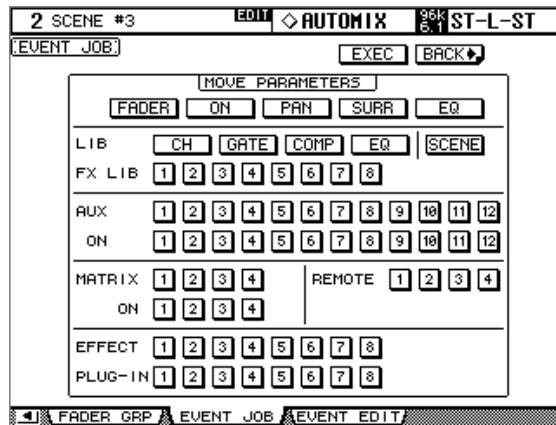 2 SCENE #3 EDIT ◇AUTOMIX 96K 6.1 ST-L-ST
EVENT JOB EXEC BACK
MOVE PARAMETERS
FADER ON PAN SURR EQ
LIB CH GATE COMP EQ SCENE
FX LIB 1 2 3 4 5 6 7 8
AUX 1 2 3 4 5 6 7 8 9 10 11 12
ON 1 2 3 4 5 6 7 8 9 10 11 12
MATRIX 1 2 3 4 REMOTE 1 2 3 4
ON 1 2 3 4
EFFECT 1 2 3 4 5 6 7 8
PLUG-IN 1 2 3 4 5 6 7 8
FADER GRP EVENT JOB EVENT EDIT